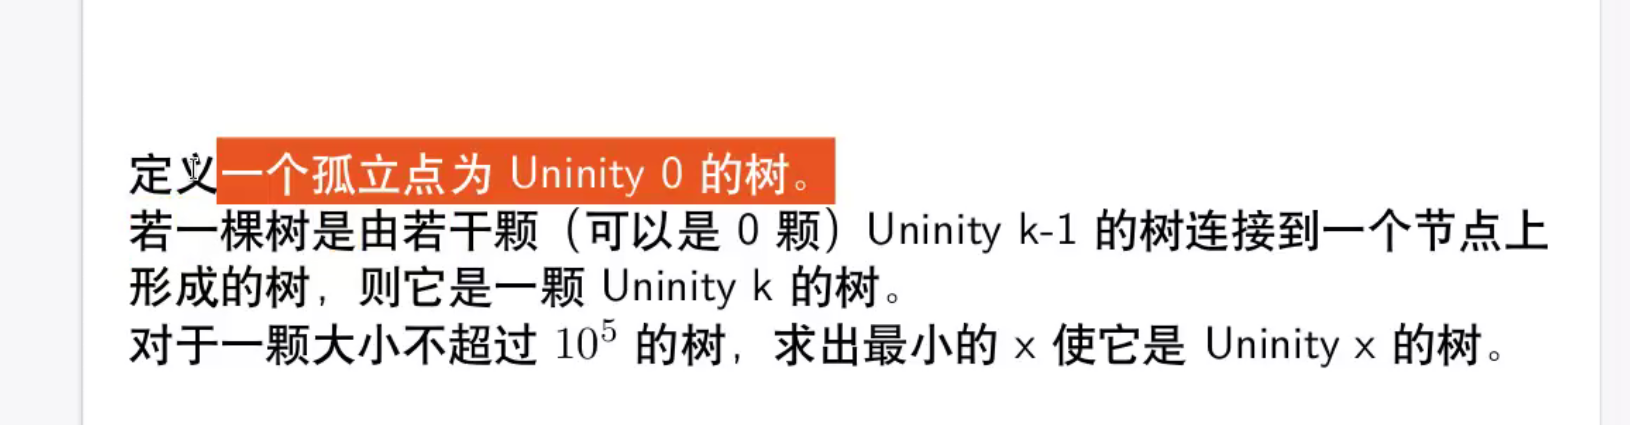 定义一个孤立点为 Uninity 0 的树。
若一棵树是由若干颗（可以是 0 颗）Uninity k-1 的树连接到一个节点上
形成的树，则它是一颗 Uninity k 的树。
对于一颗大小不超过 10⁵ 的树，求出最小的 x 使它是 Uninity x 的树。